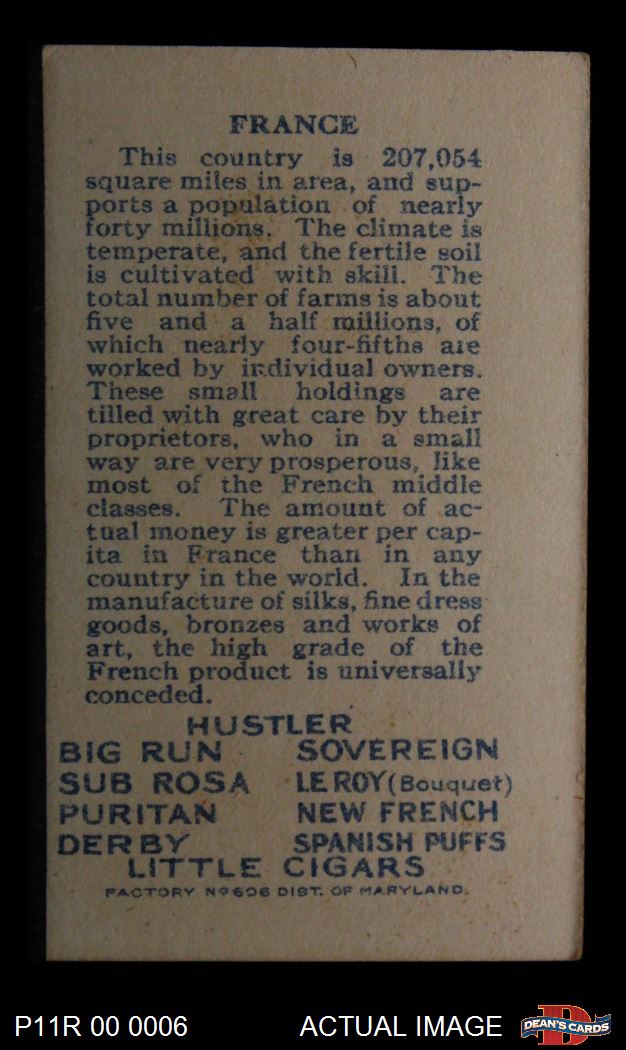 FRANCE
This country is 207,054
square miles in area, and sup-
ports a population of nearly
forty millions. The climate is
temperate, and the fertile soil
is cultivated with skill. The
total number of farms is about
five and a half millions, of
which nearly four-fifths are
worked by individual owners.
These small holdings are
tilled with great care by their
proprietors, who in a small
way are very prosperous, like
most of the French middle
classes. The amount of ac-
tual money is greater per cap-
ita in France than in any
country in the world. In the
manufacture of silks, fine dress
goods, bronzes and works of
art, the high grade of the
French product is universally
conceded.
HUSTLER
BIG RUN SOVEREIGN
SUB ROSA LE ROY (Bouquet)
PURITAN NEW FRENCH
DERBY SPANISH PUFFS
LITTLE CIGARS
FACTORY Nº 606 DIST. OF MARYLAND.
P11R 00 0006 ACTUAL IMAGE D DEAN'S CARDS